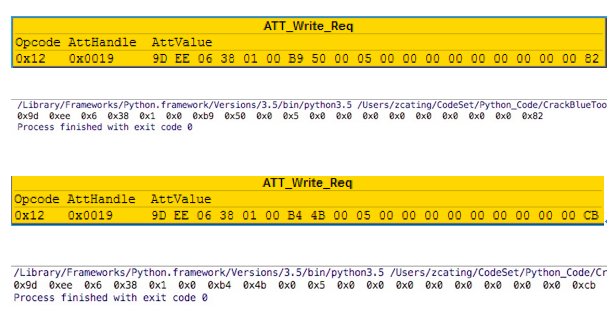 ATT_Write_Req
Opcode AttHandle AttValue
0x12 0x0019 9D EE 06 38 01 00 B9 50 00 05 00 00 00 00 00 00 00 00 00 82
/Library/Frameworks/Python.framework/Versions/3.5/bin/python3.5 /Users/zcating/CodeSet/Python_Code/CrackBlueToo
0x9d 0xee 0x6 0x38 0x1 0x0 0xb9 0x50 0x0 0x5 0x0 0x0 0x0 0x0 0x0 0x0 0x0 0x0 0x0 0x82
Process finished with exit code 0
ATT_Write_Req
Opcode AttHandle AttValue
0x12 0x0019 9D EE 06 38 01 00 B4 4B 00 05 00 00 00 00 00 00 00 00 00 CB
/Library/Frameworks/Python.framework/Versions/3.5/bin/python3.5 /Users/zcating/CodeSet/Python_Code/Cr
0x9d 0xee 0x6 0x38 0x1 0x0 0xb4 0x4b 0x0 0x5 0x0 0x0 0x0 0x0 0x0 0x0 0x0 0x0 0x0 0xcb
Process finished with exit code 0